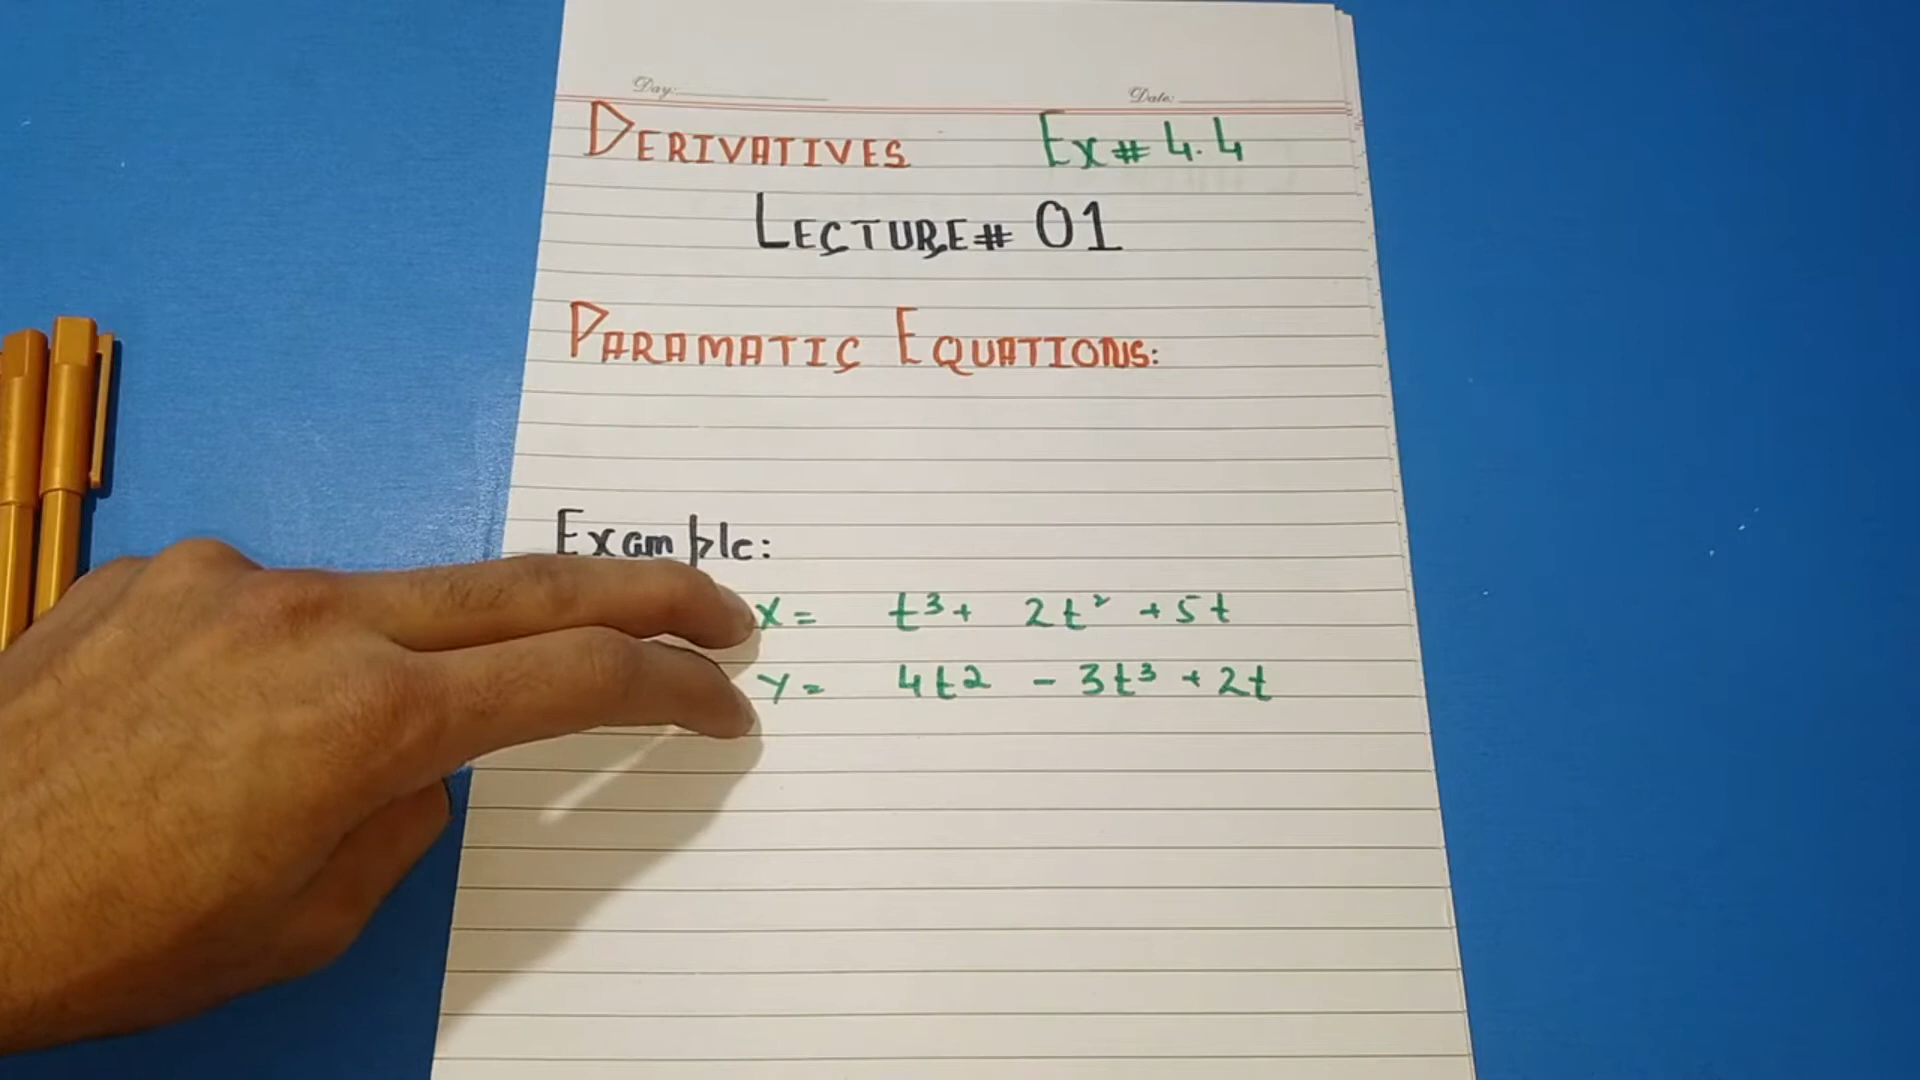 Day: Date:
DERIVATIVES Ex# 4.4
LECTURE# 01
PARAMATIC EQUATIONS:
Example:
x = t³ + 2t² + 5t
y = 4t2 - 3t³ + 2t